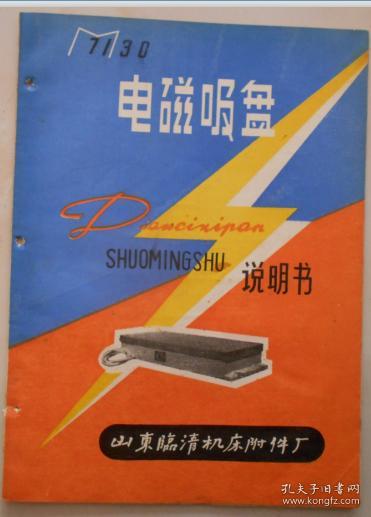 M7130
电磁吸盘
Diancixipan
SHUOMINGSHU 说明书
山東臨清机床附件厂
孔夫子旧书网
www.kongfz.com